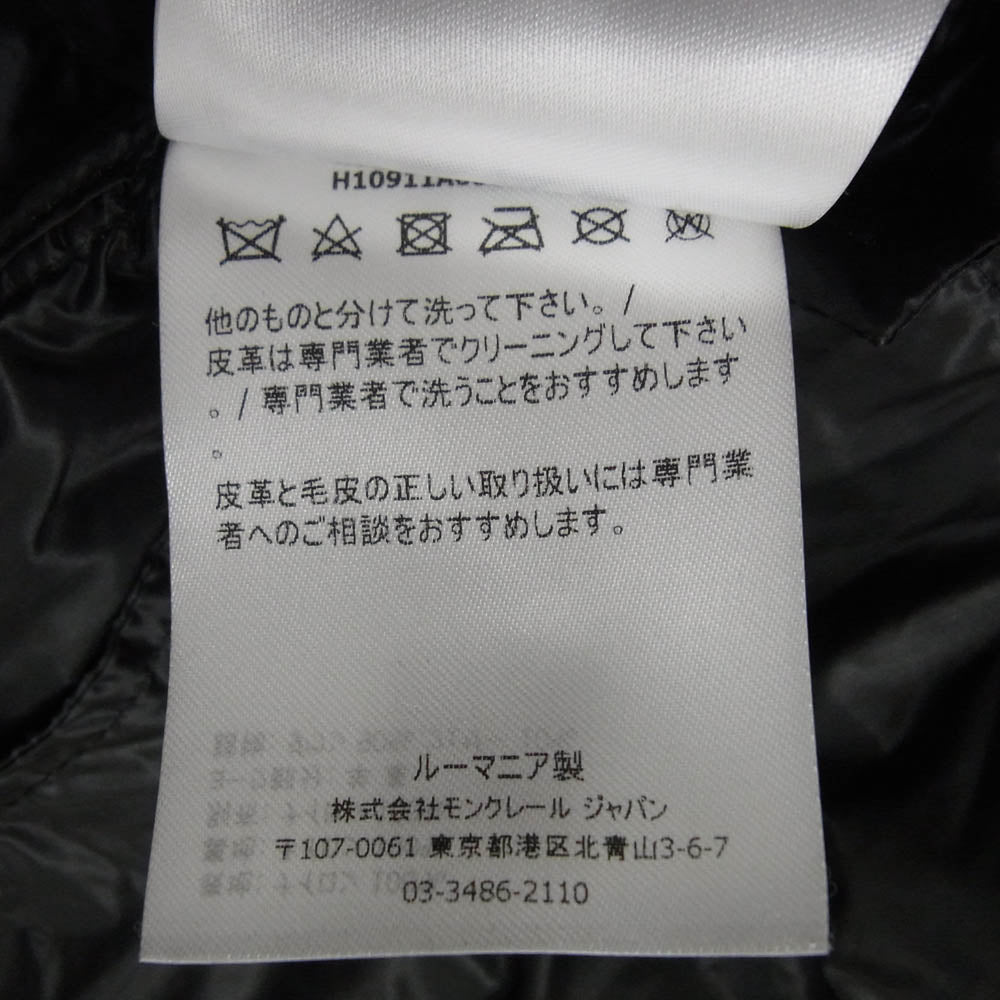 H10911A0
他のものと分けて洗って下さい。/
皮革は専門業者でクリーニングして下さい
。/ 専門業者で洗うことをおすすめします
。
皮革と毛皮の正しい取り扱いには専門業
者へのご相談をおすすめします。
ルーマニア製
株式会社モンクレール ジャパン
〒107-0061 東京都港区北青山3-6-7
03-3486-2110